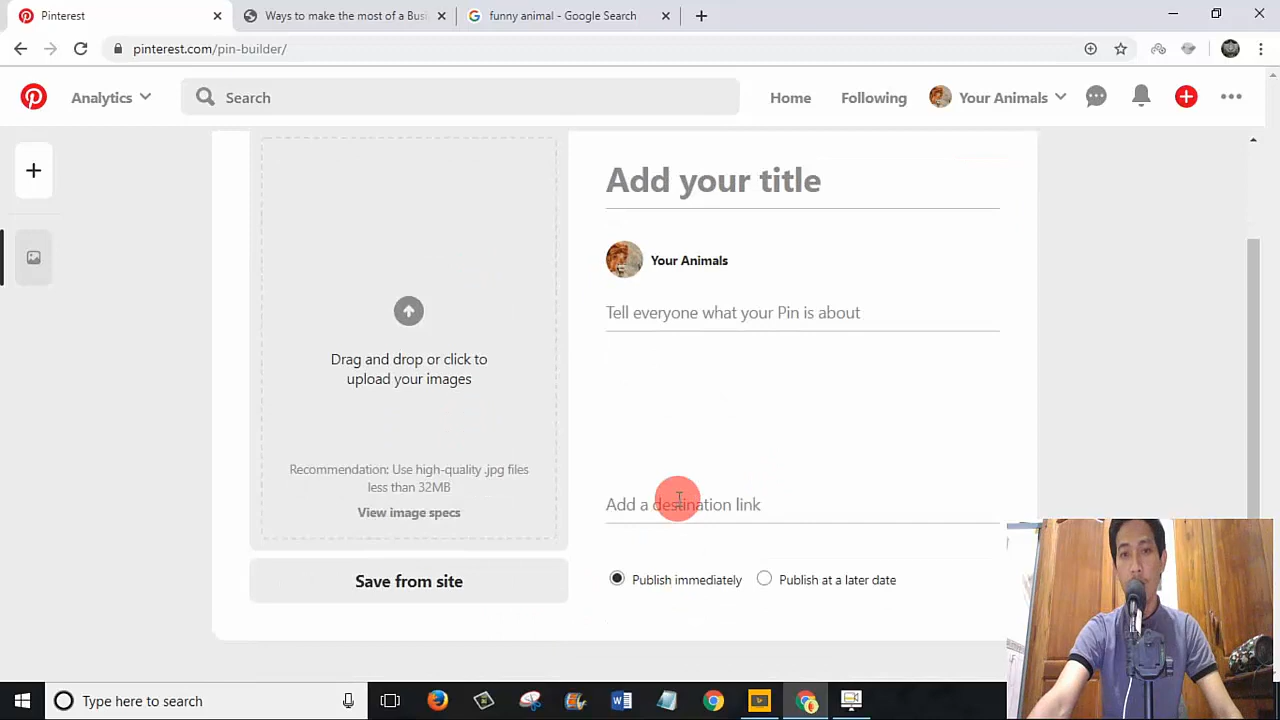 Pinterest
Ways to make the most of a Busi
funny animal - Google Search
pinterest.com/pin-builder/
Analytics
Search
Home
Following
Your Animals
Add your title
Your Animals
Tell everyone what your Pin is about
Drag and drop or click to
upload your images
Recommendation: Use high-quality .jpg files
less than 32MB
View image specs
Add a destination link
Save from site
Publish immediately
Publish at a later date
Type here to search